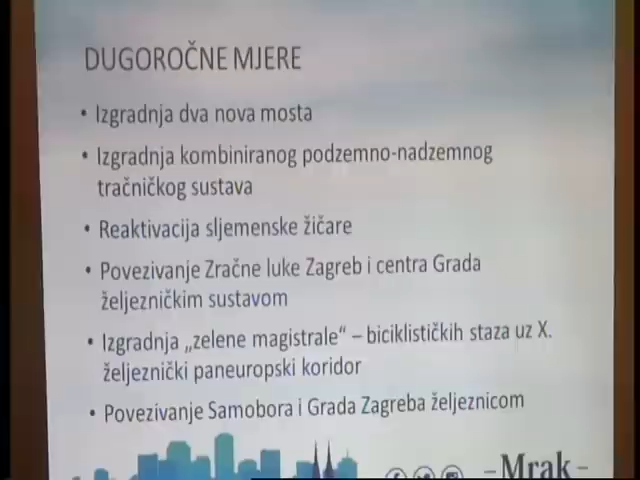 DUGOROČNE MJERE
• Izgradnja dva nova mosta
• Izgradnja kombiniranog podzemno-nadzemnog
tračničkog sustava
• Reaktivacija sljemenske žičare
• Povezivanje Zračne luke Zagreb i centra Grada
željezničkim sustavom
• Izgradnja „zelene magistrale“ – biciklističkih staza uz X.
željeznički paneuropski koridor
• Povezivanje Samobora i Grada Zagreba željeznicom
–Mrak–